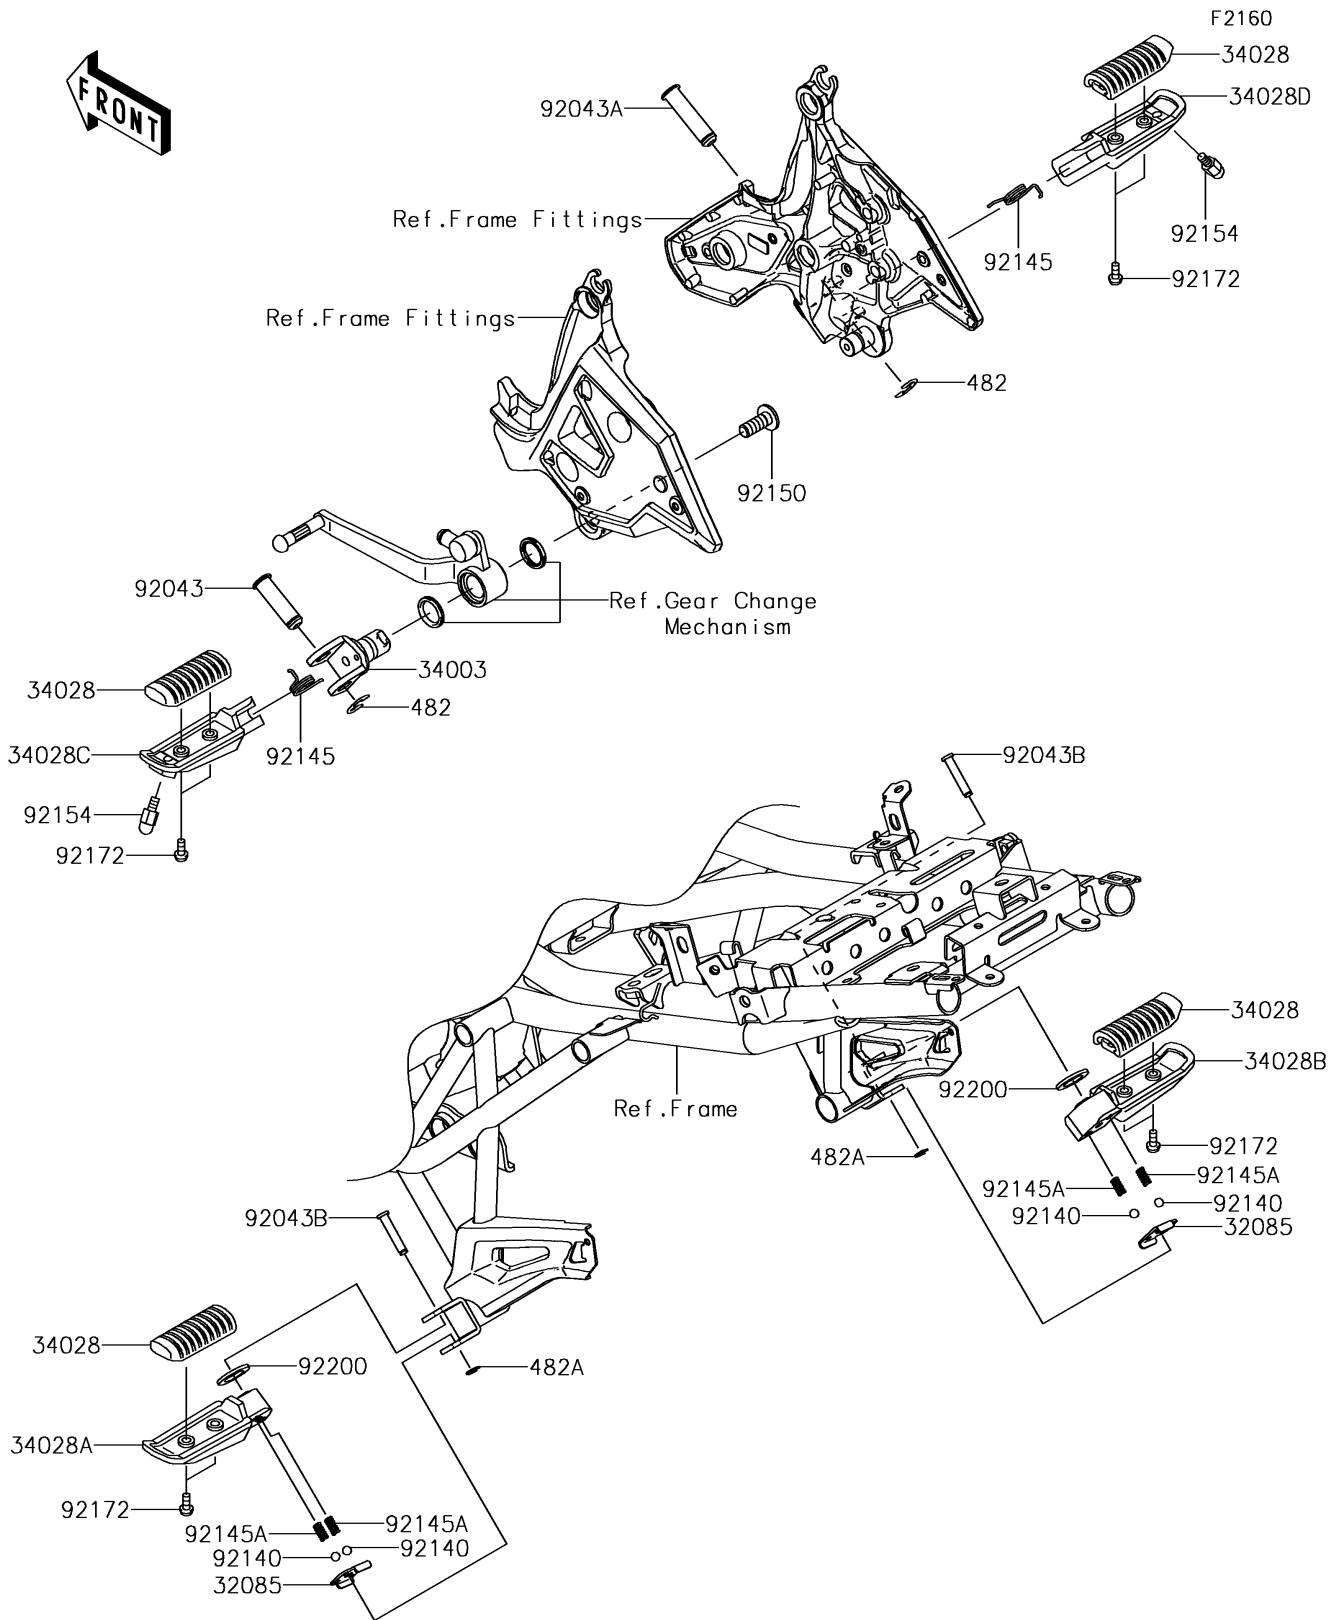 F2160
FRONT
34028
34028D
92043A
Ref.Frame Fittings
92154
92145
92172
Ref.Frame Fittings
482
92150
92043
Ref.Gear Change
Mechanism
34003
34028
482
34028C
92145
92043B
92154
92172
34028
34028B
92200
Ref.Frame
92172
482A
92145A
92145A
92140
92140
32085
92043B
34028
92200
482A
34028A
92172
92145A
92145A
92140
92140
32085